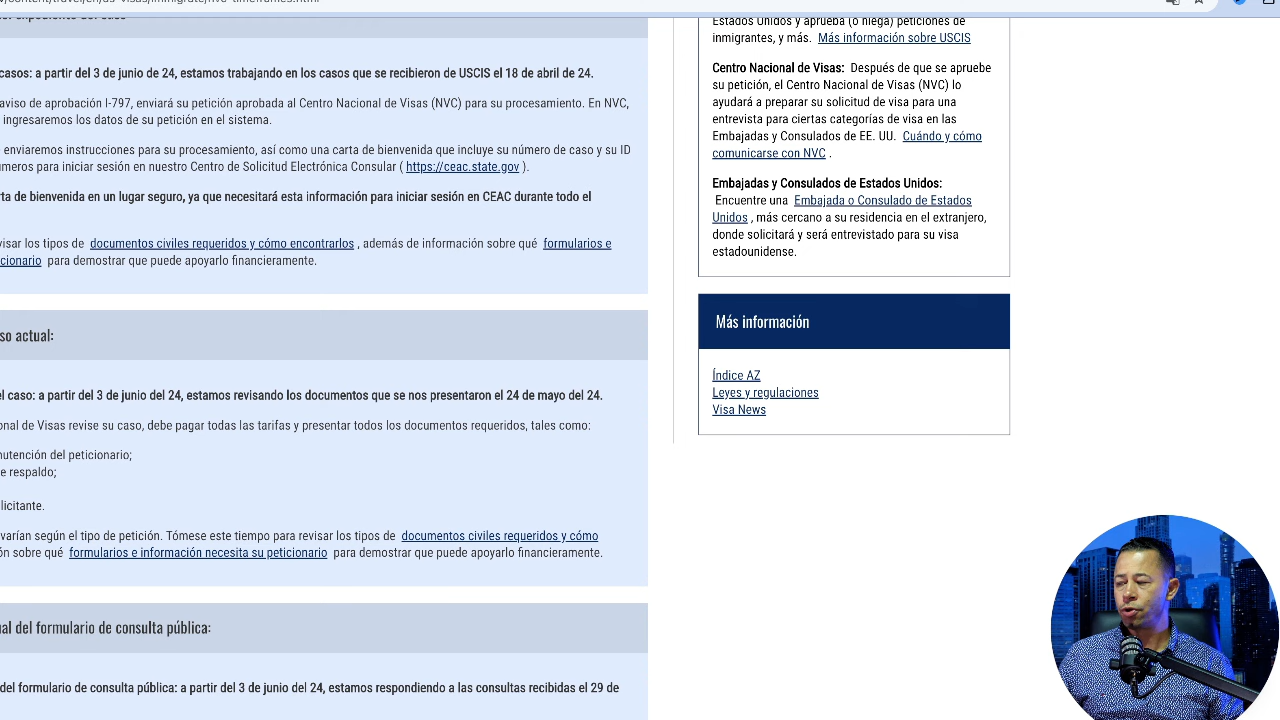 casos: a partir del 3 de junio de 24, estamos trabajando en los casos que se recibieron de USCIS el 18 de abril de 24.
aviso de aprobación I-797, enviará su petición aprobada al Centro Nacional de Visas (NVC) para su procesamiento. En NVC,
ingresaremos los datos de su petición en el sistema.
enviaremos instrucciones para su procesamiento, así como una carta de bienvenida que incluye su número de caso y su ID
úmeros para iniciar sesión en nuestro Centro de Solicitud Electrónica Consular ( https://ceac.state.gov ).
rta de bienvenida en un lugar seguro, ya que necesitará esta información para iniciar sesión en CEAC durante todo el
visar los tipos de documentos civiles requeridos y cómo encontrarlos , además de información sobre qué formularios e
cionario para demostrar que puede apoyarlo financieramente.
so actual:
el caso: a partir del 3 de junio del 24, estamos revisando los documentos que se nos presentaron el 24 de mayo del 24.
onal de Visas revise su caso, debe pagar todas las tarifas y presentar todos los documentos requeridos, tales como:
nutención del peticionario;
e respaldo;
licitante.
varían según el tipo de petición. Tómese este tiempo para revisar los tipos de documentos civiles requeridos y cómo
ón sobre qué formularios e información necesita su peticionario para demostrar que puede apoyarlo financieramente.
al del formulario de consulta pública:
del formulario de consulta pública: a partir del 3 de junio del 24, estamos respondiendo a las consultas recibidas el 29 de
Estados Unidos y aprueba (o niega) peticiones de
inmigrantes, y más. Más información sobre USCIS
Centro Nacional de Visas: Después de que se apruebe
su petición, el Centro Nacional de Visas (NVC) lo
ayudará a preparar su solicitud de visa para una
entrevista para ciertas categorías de visa en las
Embajadas y Consulados de EE. UU. Cuándo y cómo
comunicarse con NVC .
Embajadas y Consulados de Estados Unidos:
Encuentre una Embajada o Consulado de Estados
Unidos , más cercano a su residencia en el extranjero,
donde solicitará y será entrevistado para su visa
estadounidense.
Más información
Índice AZ
Leyes y regulaciones
Visa News